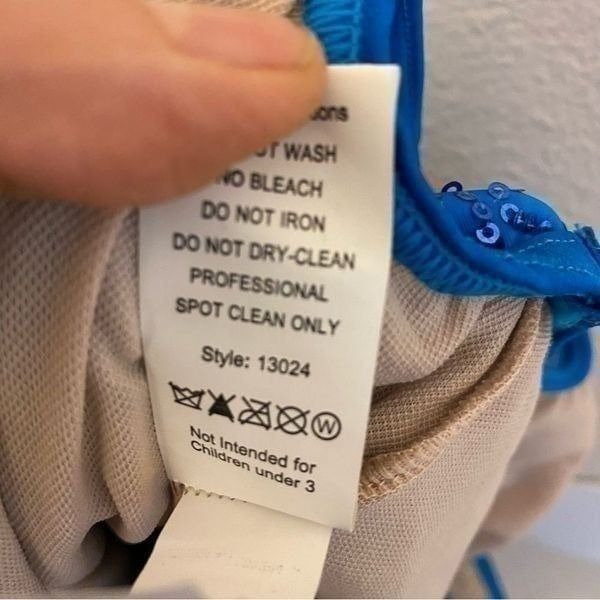 WASH
NO BLEACH
DO NOT IRON
DO NOT DRY-CLEAN
PROFESSIONAL
SPOT CLEAN ONLY
Style: 13024
W
Not Intended for
Children under 3